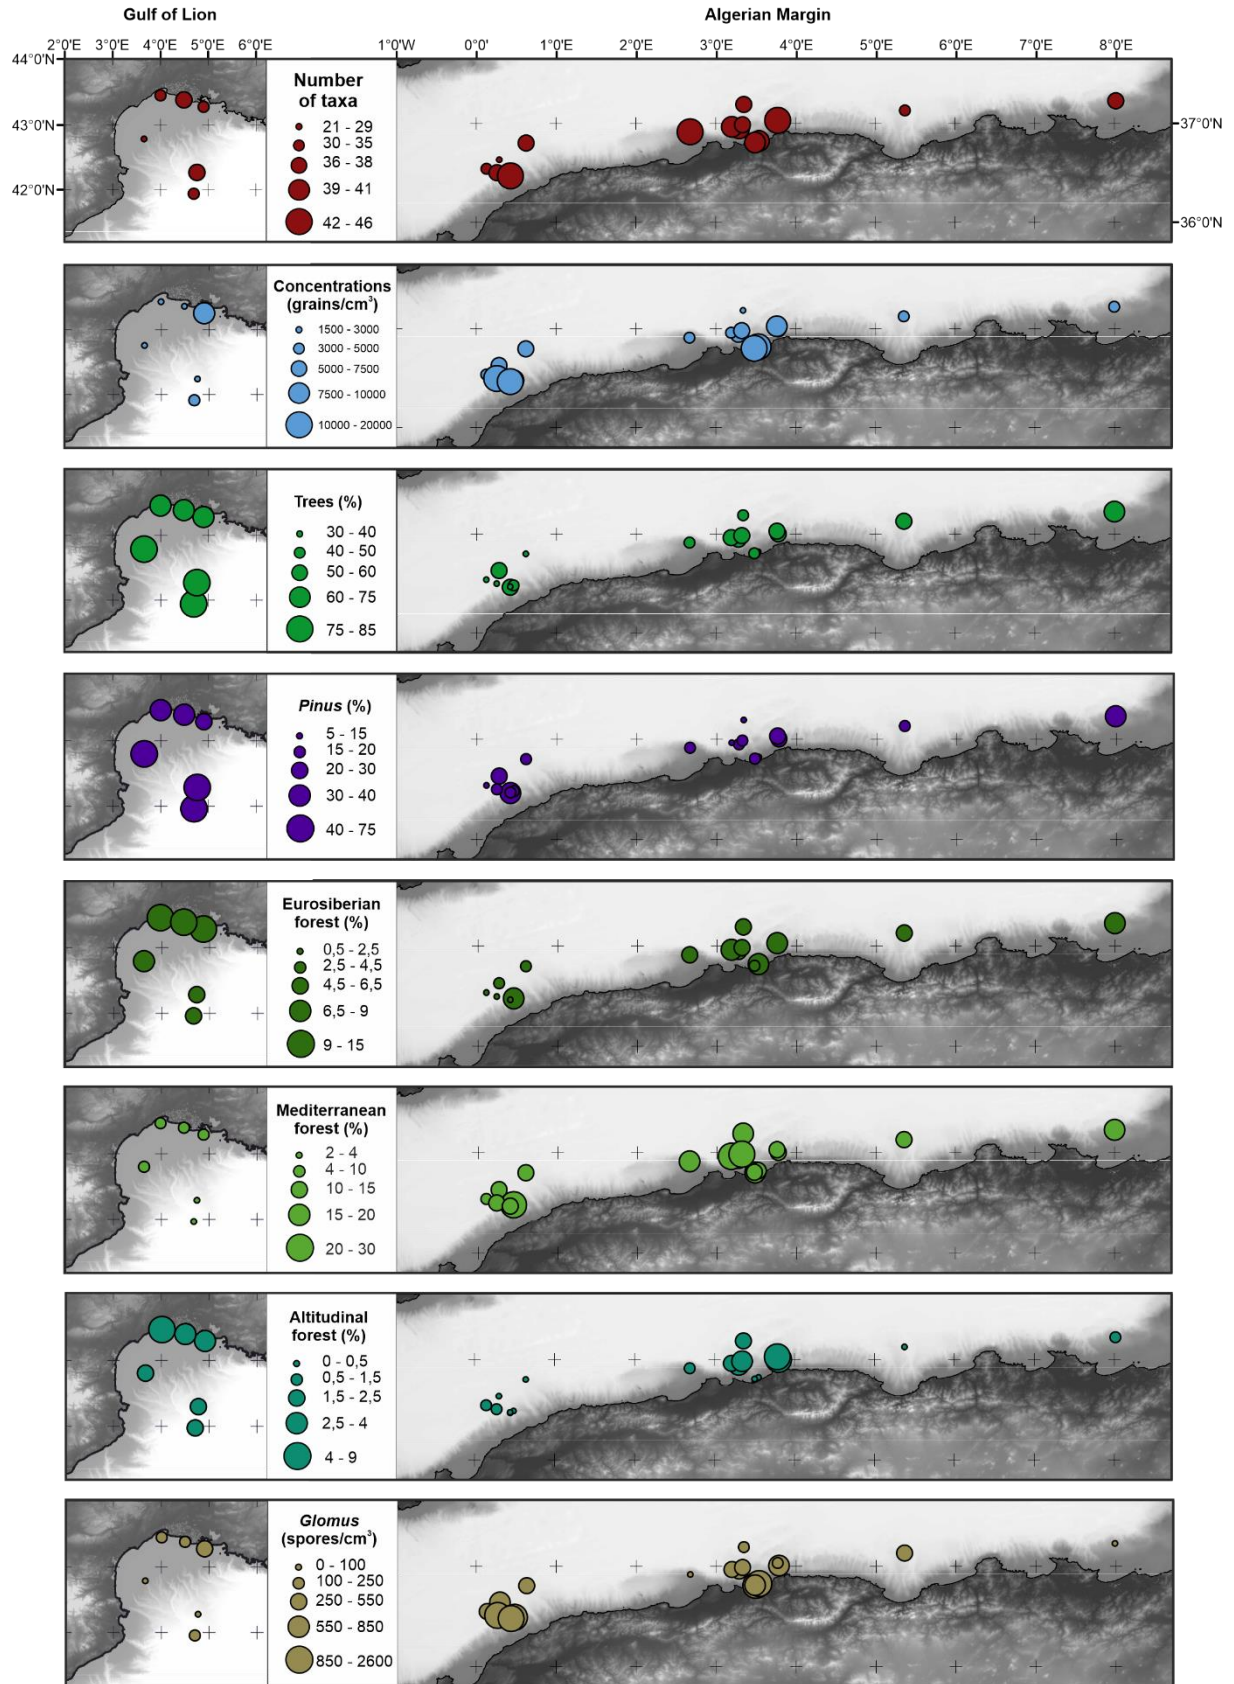 Gulf of Lion
Algerian Margin
2°0'E 3°0'E 4°0'E 5°0'E 6°0'E
1°0'W 0°0'E 1°0'E 2°0'E 3°0'E 4°0'E 5°0'E 6°0'E 7°0'E 8°0'E
44°0'N
43°0'N
42°0'N
37°0'N
36°0'N
Number
of taxa
21 - 29
30 - 35
36 - 38
39 - 41
42 - 46
Concentrations
(grains/cm³)
1500 - 3000
3000 - 5000
5000 - 7500
7500 - 10000
10000 - 20000
Trees (%)
30 - 40
40 - 50
50 - 60
60 - 75
75 - 85
Pinus (%)
5 - 15
15 - 20
20 - 30
30 - 40
40 - 75
Eurosiberian
forest (%)
0,5 - 2,5
2,5 - 4,5
4,5 - 6,5
6,5 - 9
9 - 15
Mediterranean
forest (%)
2 - 4
4 - 10
10 - 15
15 - 20
20 - 30
Altitudinal
forest (%)
0 - 0,5
0,5 - 1,5
1,5 - 2,5
2,5 - 4
4 - 9
Glomus
(spores/cm³)
0 - 100
100 - 250
250 - 550
550 - 850
850 - 2600